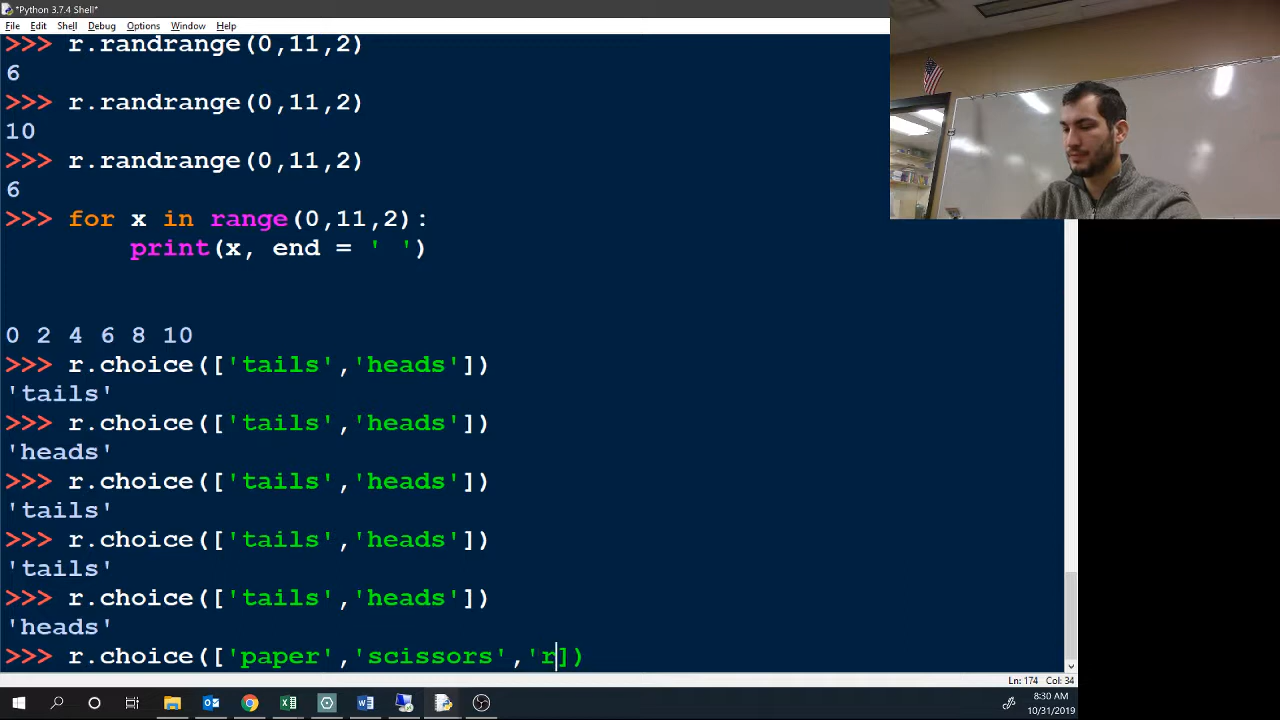 *Python 3.7.4 Shell*
File Edit Shell Debug Options Window Help
>>> r.randrange(0,11,2)
6
>>> r.randrange(0,11,2)
10
>>> r.randrange(0,11,2)
6
>>> for x in range(0,11,2):
print(x, end = ' ')
0 2 4 6 8 10
>>> r.choice(['tails','heads'])
'tails'
>>> r.choice(['tails','heads'])
'heads'
>>> r.choice(['tails','heads'])
'tails'
>>> r.choice(['tails','heads'])
'tails'
>>> r.choice(['tails','heads'])
'heads'
>>> r.choice(['paper','scissors','r])
Ln: 174 Col: 34
8:30 AM
10/31/2019